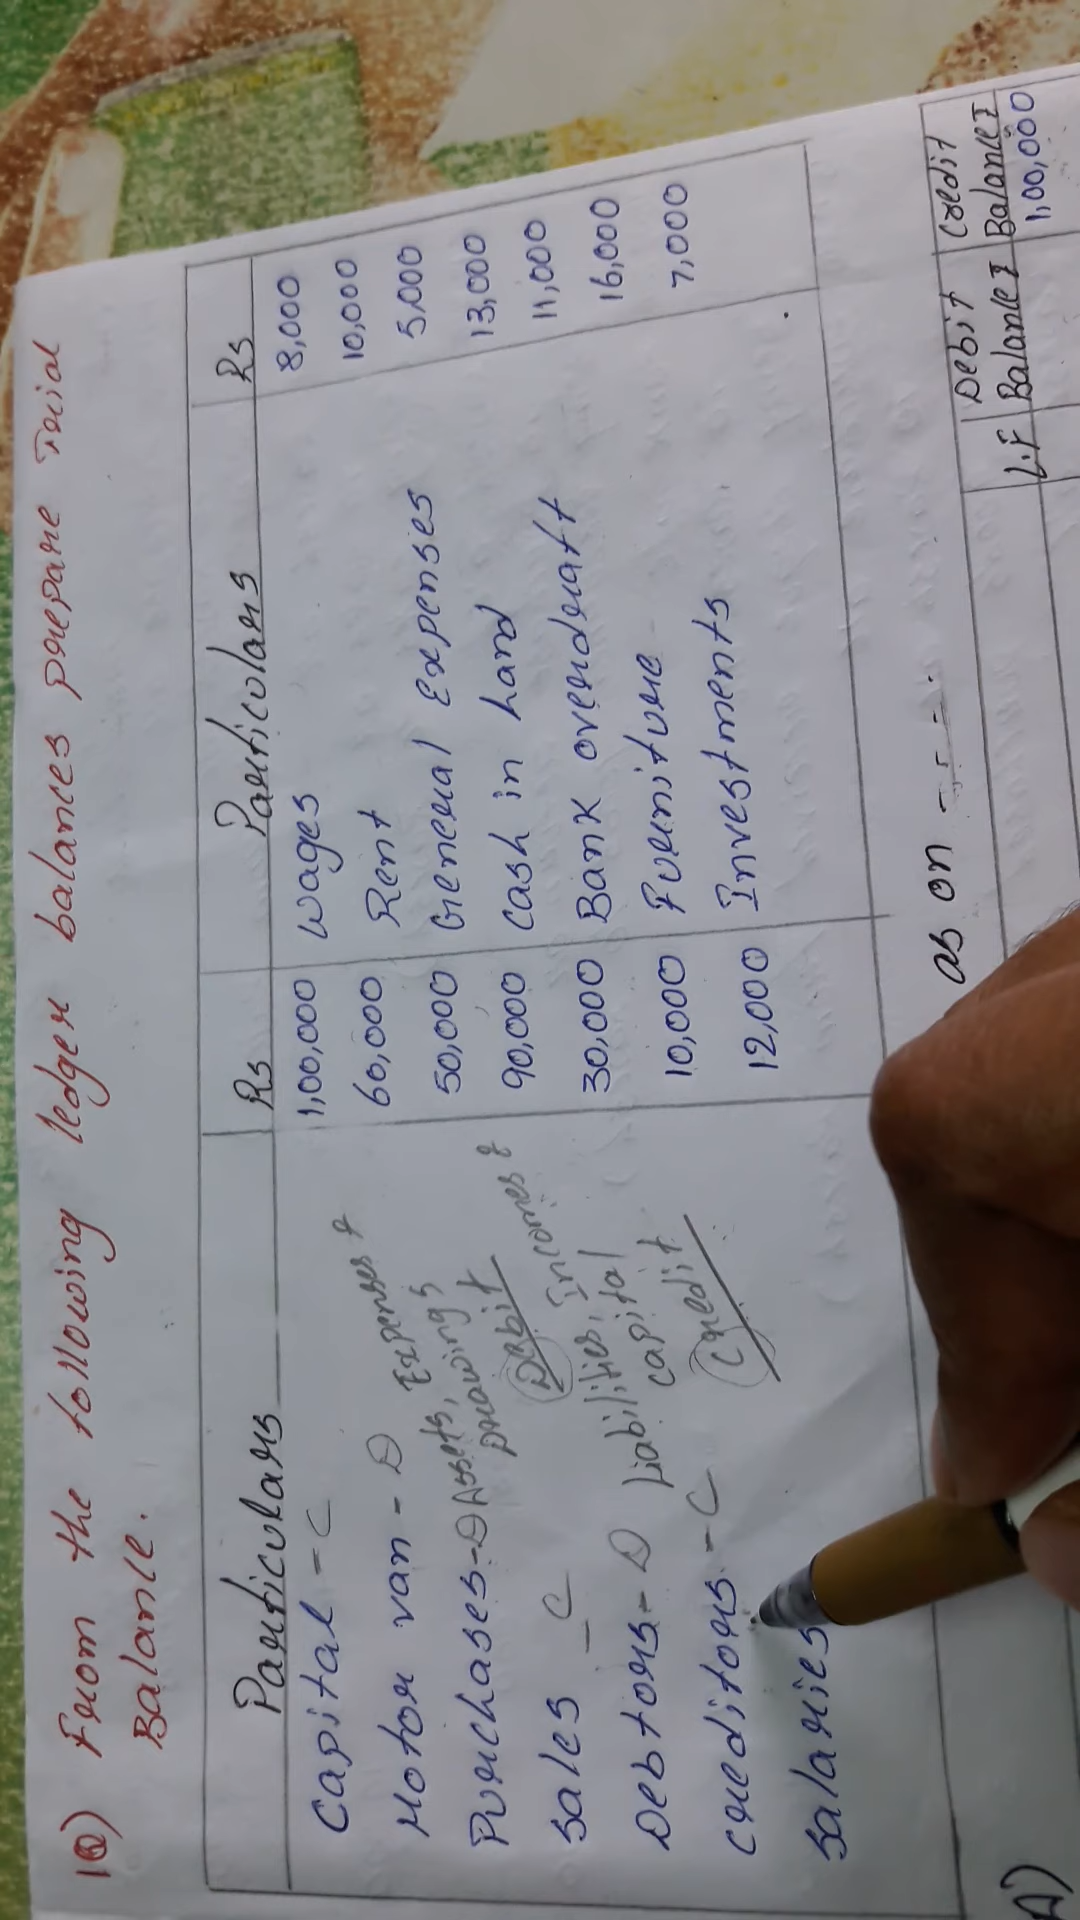 1Q) From the following ledger balances prepare Trial
Balance.
Particulars Rs Particulars Rs
Capital - C 1,00,000 Wages 8,000
Motor van - D 60,000 Rent 10,000
Purchases - D 50,000 General Expenses 5,000
Sales - C 90,000 Cash in hand 13,000
Debtors - D 30,000 Bank overdraft 11,000
Creditors - C 10,000 Furniture 16,000
Salaries 12,000 Investments 7,000
Assets, Expenses &
Drawings
Debit
Liabilities, Incomes &
Capital
Credit
as on - - - .
A)
L.F Debit Balance ₹ Credit Balance ₹
1,00,000